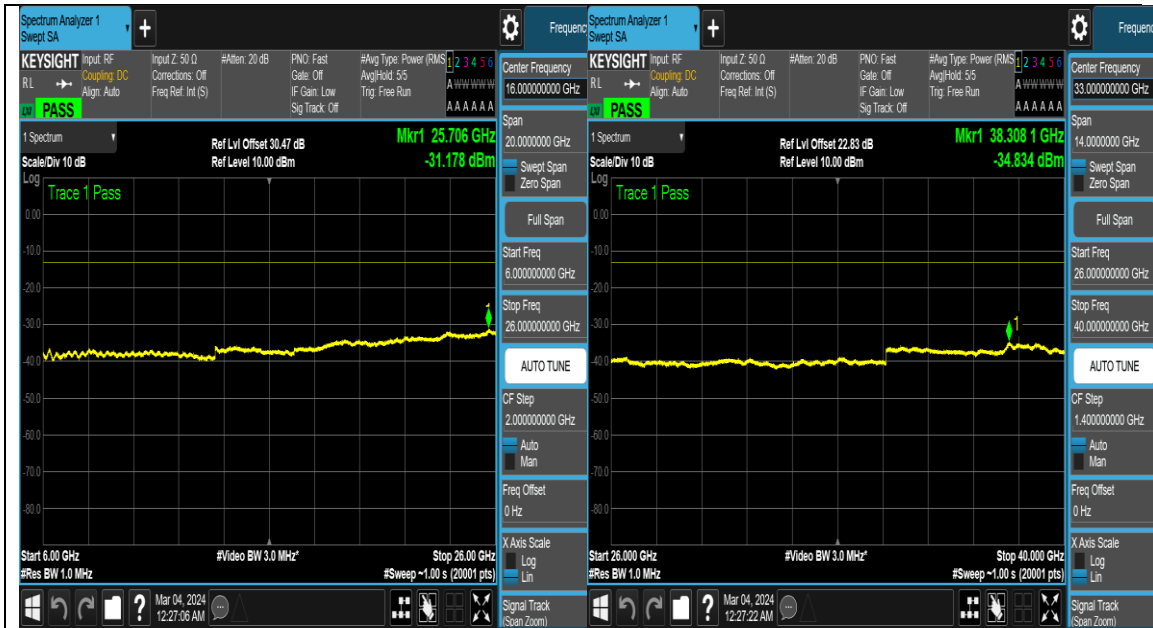 Spectrum Analyzer 1
Swept SA
+
Frequenc
KEYSIGHT
Input: RF
Coupling: DC
Align: Auto
Input Z: 50 Ω
Corrections: Off
Freq Ref: Int (S)
#Atten: 20 dB
PNO: Fast
Gate: Off
IF Gain: Low
Sig Track: Off
#Avg Type: Power (RMS
Avg|Hold: 5/5
Trig: Free Run
1 2 3 4 5 6
A W W W W W
A A A A A A
RL
PASS
1 Spectrum
Scale/Div 10 dB
Log
Ref Lvl Offset 30.47 dB
Ref Level 10.00 dBm
Mkr1 25.706 GHz
-31.178 dBm
Trace 1 Pass
0.00
-10.0
-20.0
-30.0
-40.0
-50.0
-60.0
-70.0
-80.0
1
Start 6.00 GHz
#Res BW 1.0 MHz
#Video BW 3.0 MHz*
Stop 26.00 GHz
#Sweep ~1.00 s (20001 pts)
Center Frequency
16.000000000 GHz
Span
20.0000000 GHz
Swept Span
Zero Span
Full Span
Start Freq
6.000000000 GHz
Stop Freq
26.000000000 GHz
AUTO TUNE
CF Step
2.000000000 GHz
Auto
Man
Freq Offset
0 Hz
X Axis Scale
Log
Lin
Signal Track
(Span Zoom)
?
Mar 04, 2024
12:27:06 AM
Spectrum Analyzer 1
Swept SA
+
Frequenc
KEYSIGHT
Input: RF
Coupling: DC
Align: Auto
Input Z: 50 Ω
Corrections: Off
Freq Ref: Int (S)
#Atten: 20 dB
PNO: Fast
Gate: Off
IF Gain: Low
Sig Track: Off
#Avg Type: Power (RMS
Avg|Hold: 5/5
Trig: Free Run
1 2 3 4 5 6
A W W W W W
A A A A A A
RL
PASS
1 Spectrum
Scale/Div 10 dB
Log
Ref Lvl Offset 22.83 dB
Ref Level 10.00 dBm
Mkr1 38.308 1 GHz
-34.834 dBm
Trace 1 Pass
0.00
-10.0
-20.0
-30.0
-40.0
-50.0
-60.0
-70.0
-80.0
1
Start 26.000 GHz
#Res BW 1.0 MHz
#Video BW 3.0 MHz*
Stop 40.000 GHz
#Sweep ~1.00 s (20001 pts)
Center Frequency
33.000000000 GHz
Span
14.0000000 GHz
Swept Span
Zero Span
Full Span
Start Freq
26.000000000 GHz
Stop Freq
40.000000000 GHz
AUTO TUNE
CF Step
1.400000000 GHz
Auto
Man
Freq Offset
0 Hz
X Axis Scale
Log
Lin
Signal Track
(Span Zoom)
?
Mar 04, 2024
12:27:22 AM